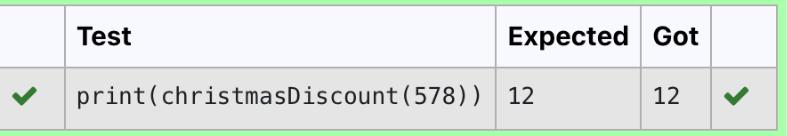 Test Expected Got
print(christmasDiscount(578)) 12 12